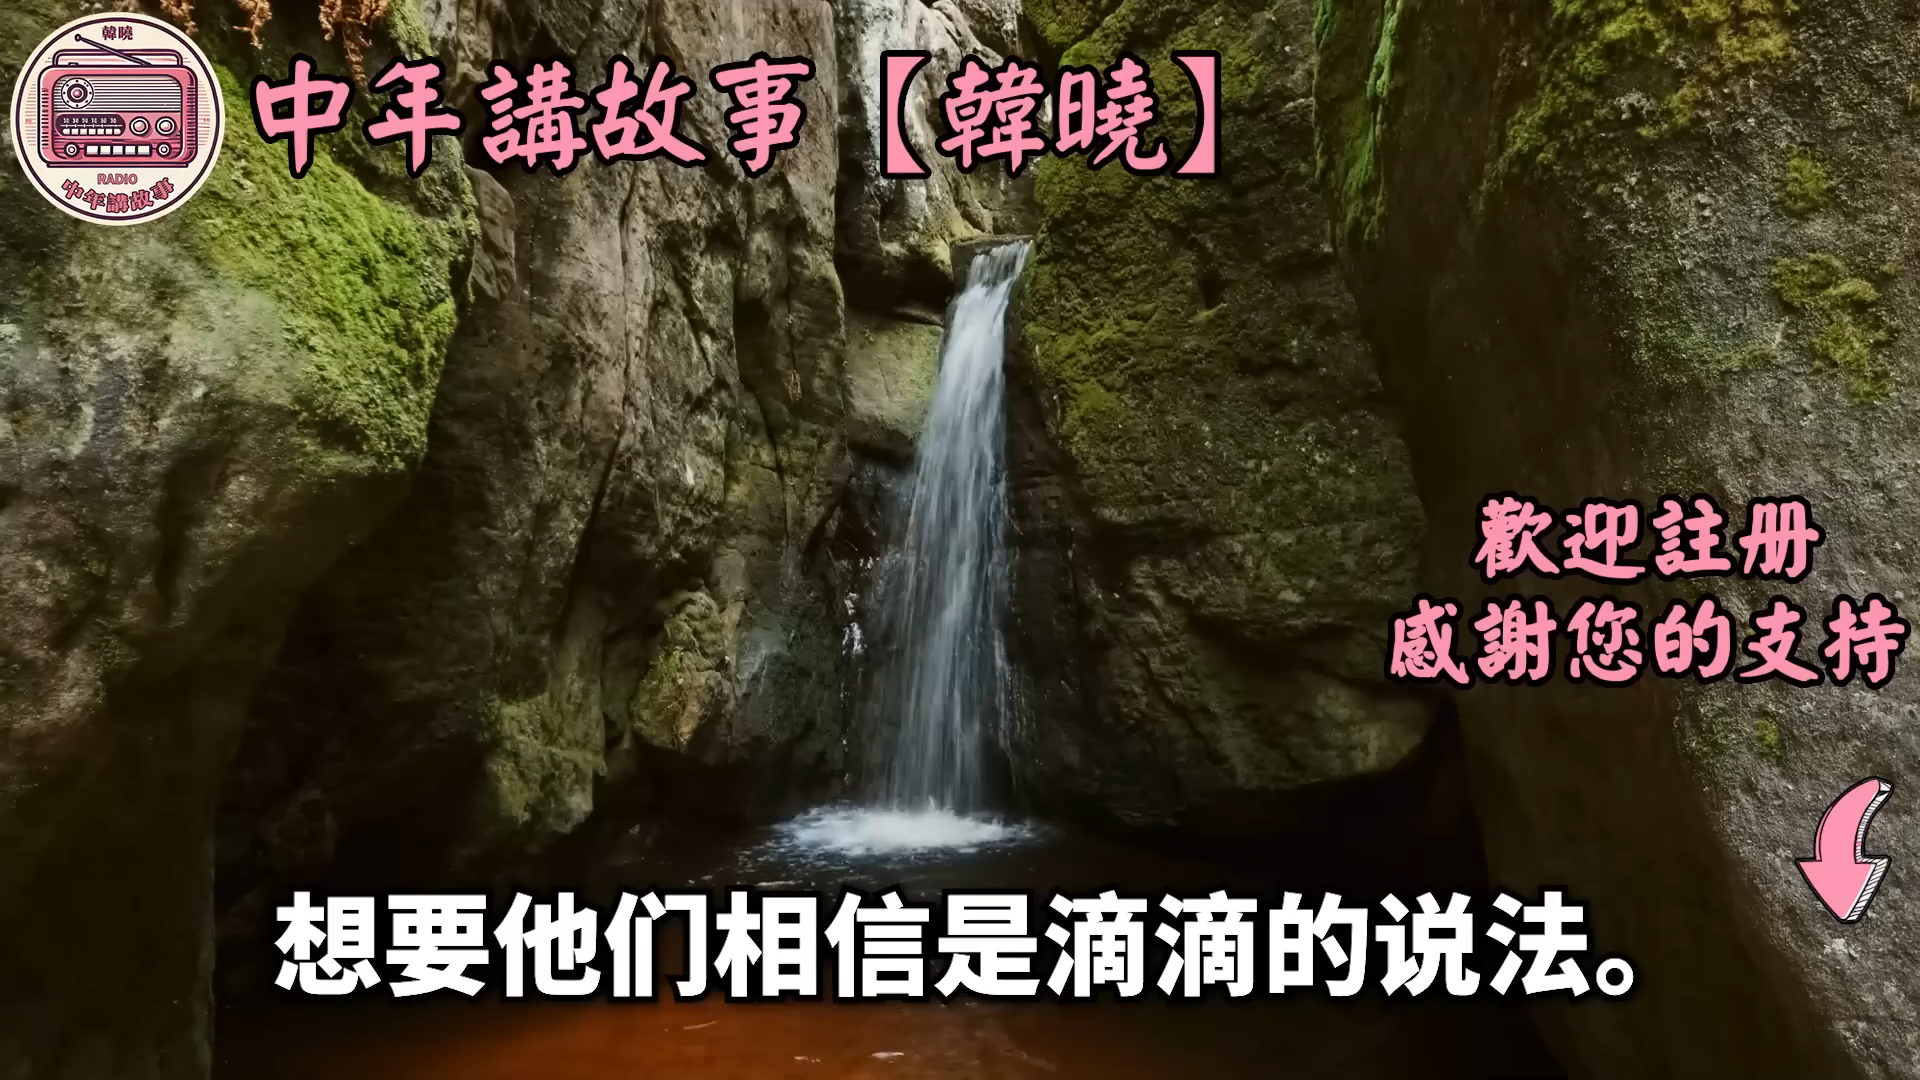 韓曉
RADIO
中年講故事
中年講故事【韓曉】
歡迎註册
感謝您的支持
想要他们相信是滴滴的说法。